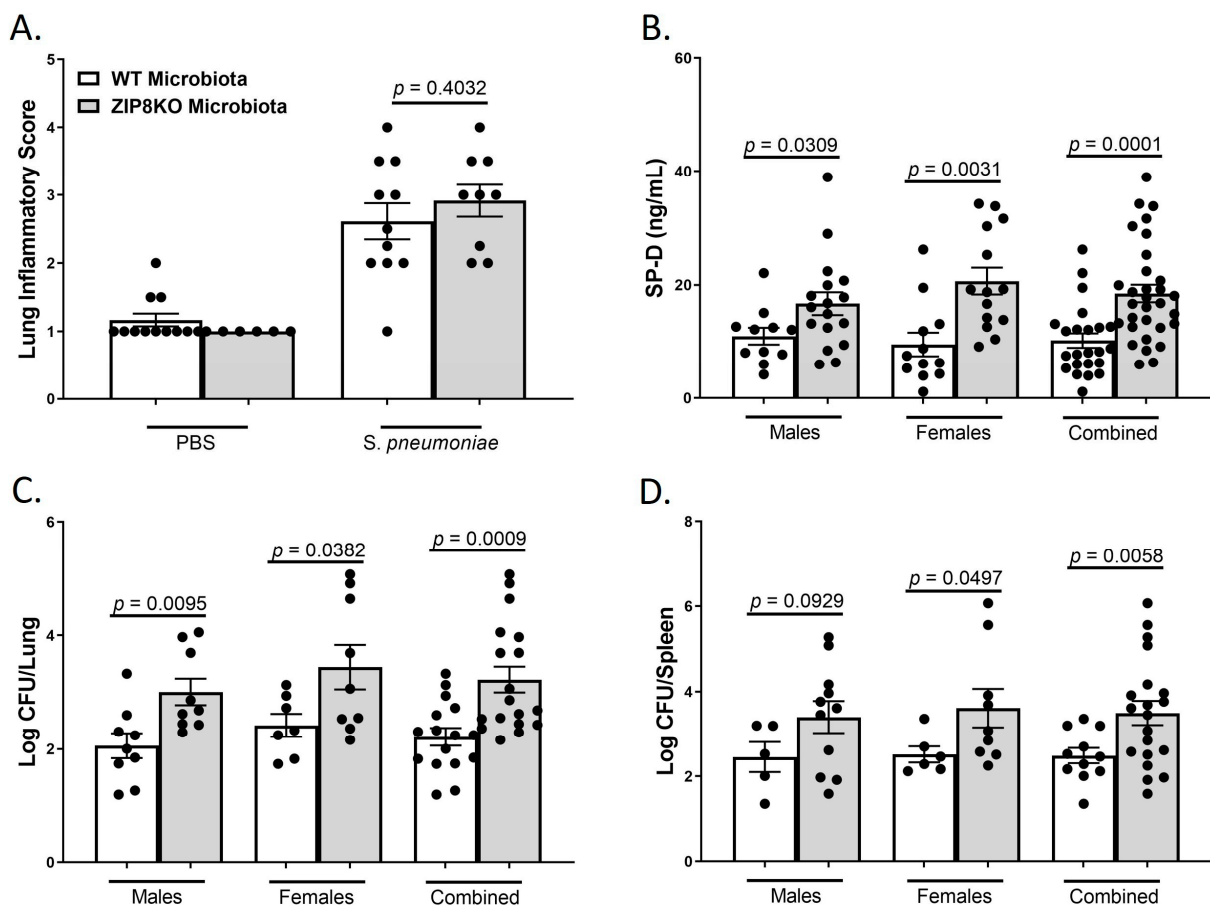 A.
Lung Inflammatory Score
5
4
3
2
1
0
WT Microbiota
ZIP8KO Microbiota
p = 0.4032
PBS
S. pneumoniae
B.
SP-D (ng/mL)
60
40
20
0
p = 0.0309
p = 0.0031
p = 0.0001
Males
Females
Combined
C.
Log CFU/Lung
6
4
2
0
p = 0.0095
p = 0.0382
p = 0.0009
Males
Females
Combined
D.
Log CFU/Spleen
8
6
4
2
0
p = 0.0929
p = 0.0497
p = 0.0058
Males
Females
Combined